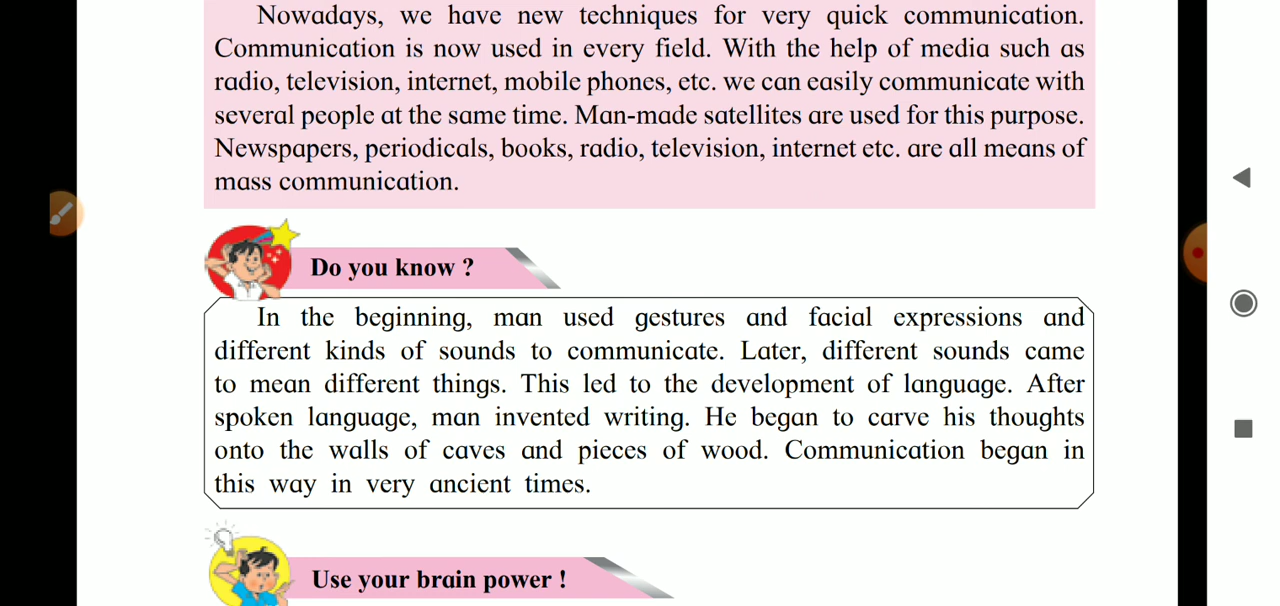 Nowadays, we have new techniques for very quick communication.
Communication is now used in every field. With the help of media such as
radio, television, internet, mobile phones, etc. we can easily communicate with
several people at the same time. Man-made satellites are used for this purpose.
Newspapers, periodicals, books, radio, television, internet etc. are all means of
mass communication.
Do you know ?
In the beginning, man used gestures and facial expressions and
different kinds of sounds to communicate. Later, different sounds came
to mean different things. This led to the development of language. After
spoken language, man invented writing. He began to carve his thoughts
onto the walls of caves and pieces of wood. Communication began in
this way in very ancient times.
Use your brain power !